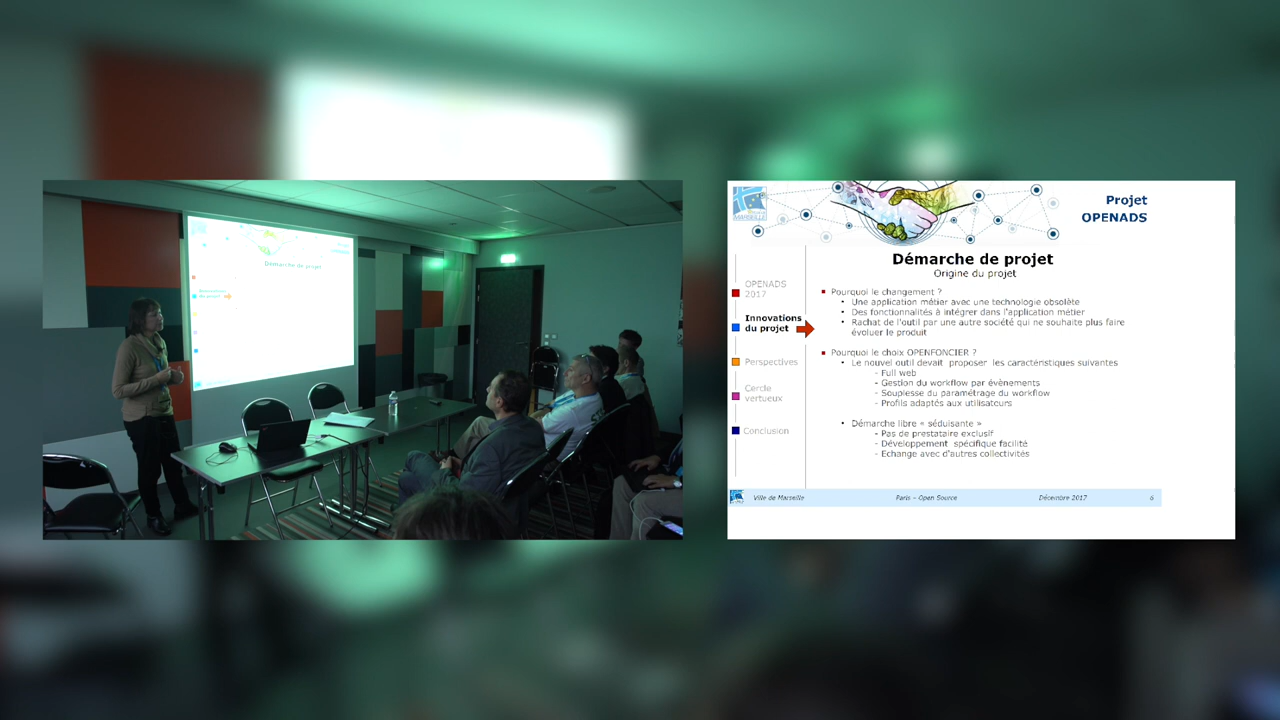 Démarche de projet
MARSEILLE
Projet
OPENADS
Démarche de projet
Origine du projet
OPENADS
2017
Innovations
du projet
Perspectives
Cercle
vertueux
Conclusion
Pourquoi le changement ?
Une application métier avec une technologie obsolète
Des fonctionnalités à intégrer dans l'application métier
Rachat de l'outil par une autre société qui ne souhaite plus faire
évoluer le produit
Pourquoi le choix OPENFONCIER ?
Le nouvel outil devait proposer les caractéristiques suivantes
- Full web
- Gestion du workflow par évènements
- Souplesse du paramétrage du workflow
- Profils adaptés aux utilisateurs
Démarche libre « séduisante »
- Pas de prestataire exclusif
- Développement spécifique facilité
- Echange avec d'autres collectivités
Ville de Marseille
Paris – Open Source
Décembre 2017
6